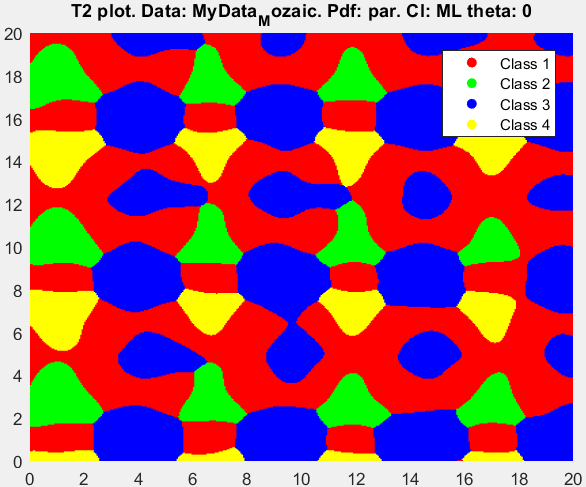 T2 plot. Data: MyData_Mozaic. Pdf: par. Cl: ML theta: 0
Class 1
Class 2
Class 3
Class 4
20
18
16
14
12
10
8
6
4
2
0
0 2 4 6 8 10 12 14 16 18 20